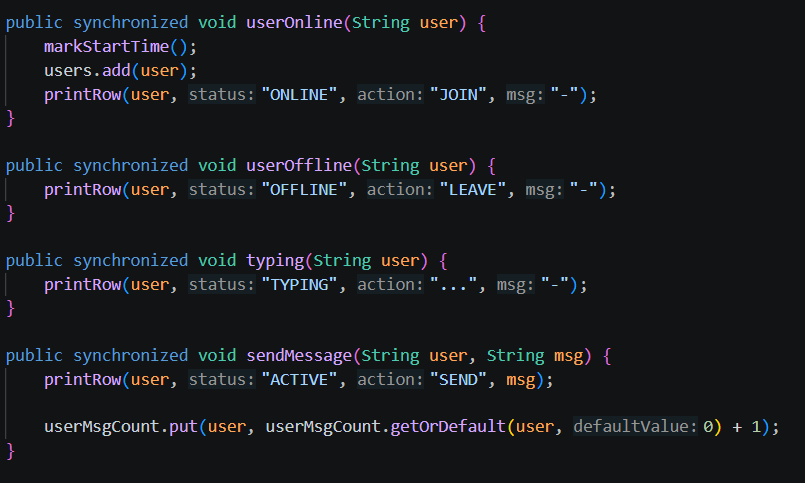 public synchronized void userOnline(String user) {
    markStartTime();
    users.add(user);
    printRow(user, status: "ONLINE", action: "JOIN", msg: "-");
}

public synchronized void userOffline(String user) {
    printRow(user, status: "OFFLINE", action: "LEAVE", msg: "-");
}

public synchronized void typing(String user) {
    printRow(user, status: "TYPING", action: "...", msg: "-");
}

public synchronized void sendMessage(String user, String msg) {
    printRow(user, status: "ACTIVE", action: "SEND", msg);

    userMsgCount.put(user, userMsgCount.getOrDefault(user, defaultValue: 0) + 1);
}